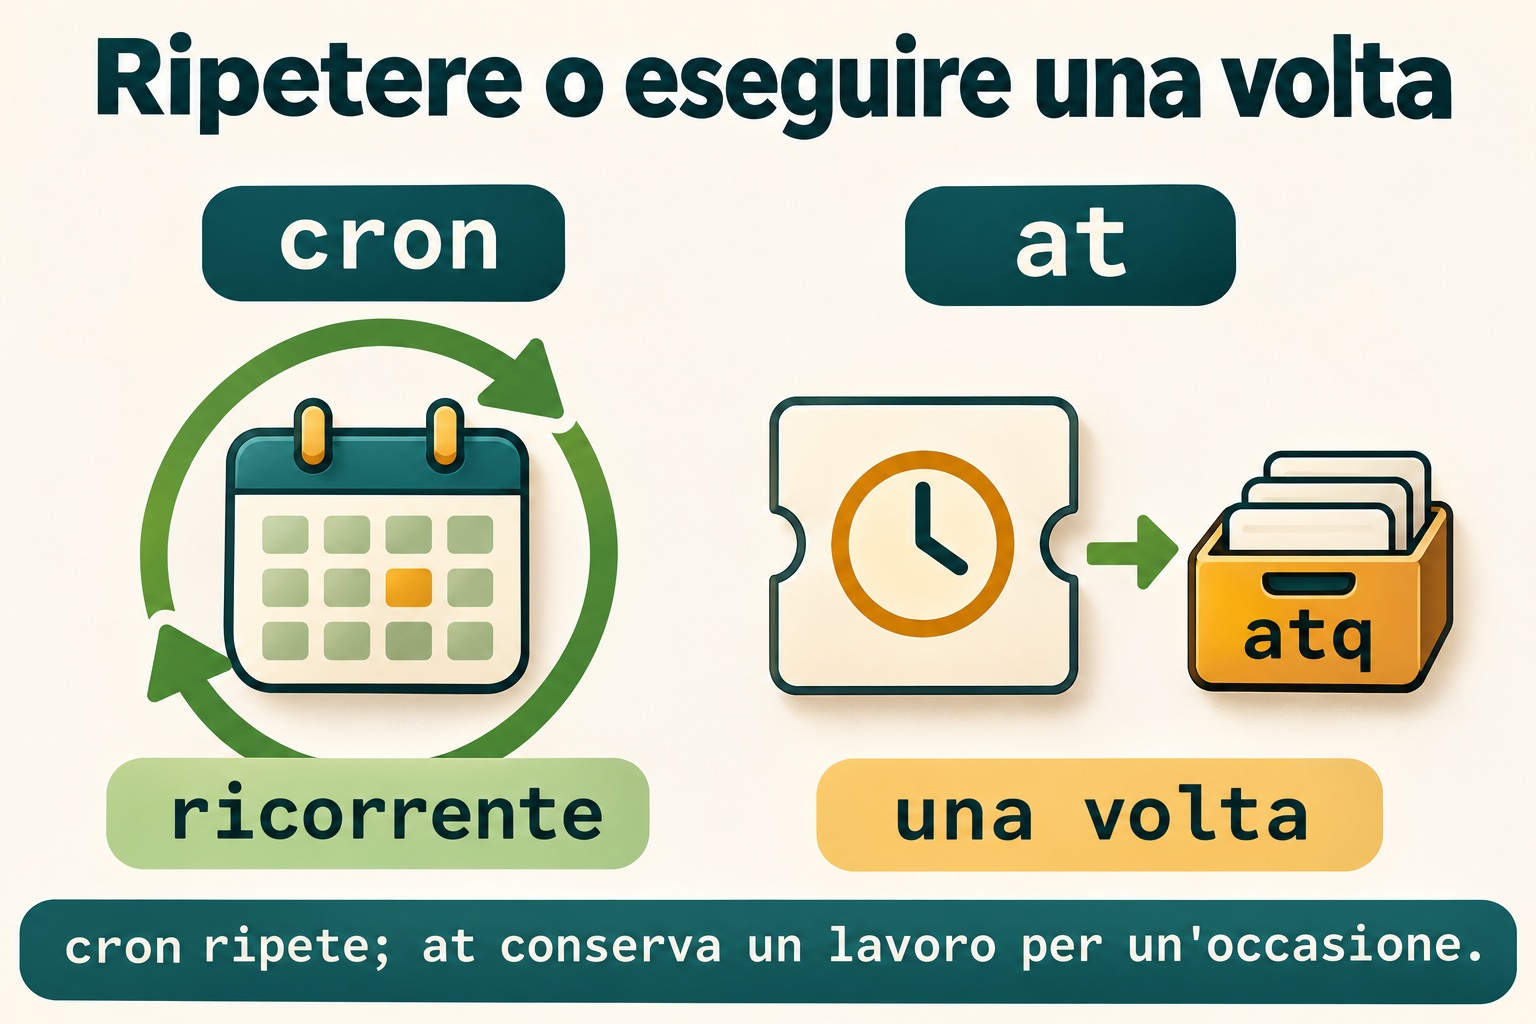 Ripetere o eseguire una volta
cron
at
atq
ricorrente
una volta
cron ripete; at conserva un lavoro per un'occasione.